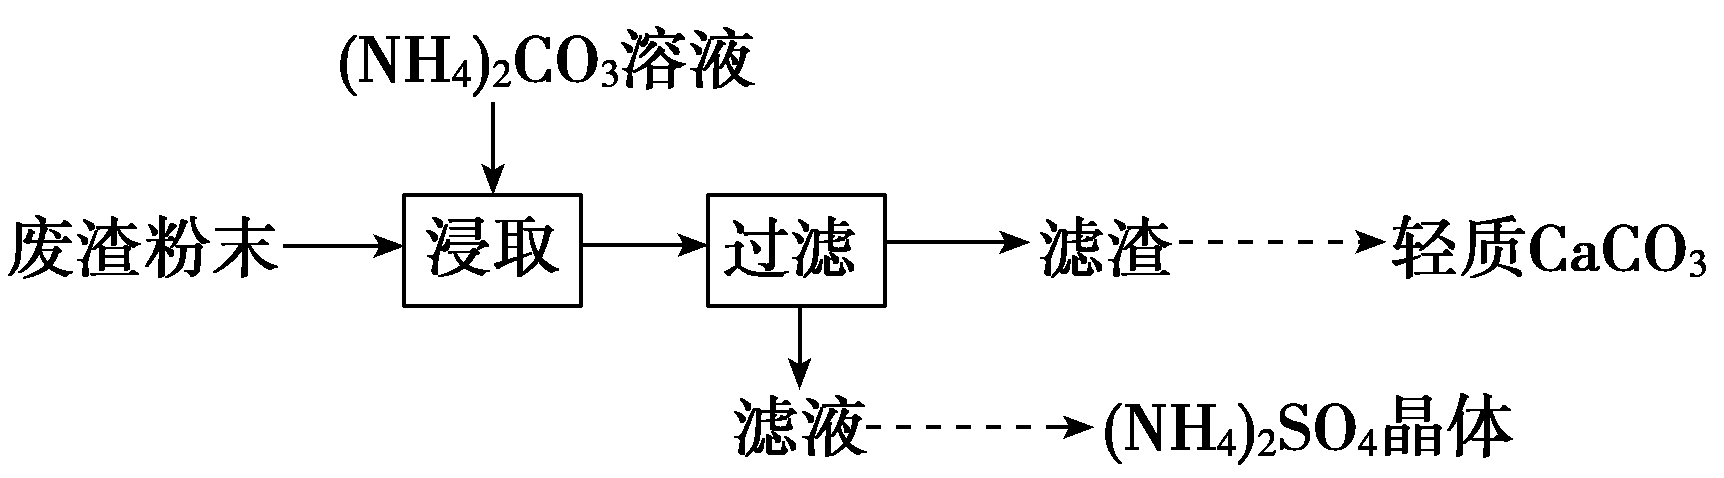 (NH₄)₂CO₃溶液
废渣粉末 浸取 过滤 滤渣 轻质CaCO₃
滤液 (NH₄)₂SO₄晶体